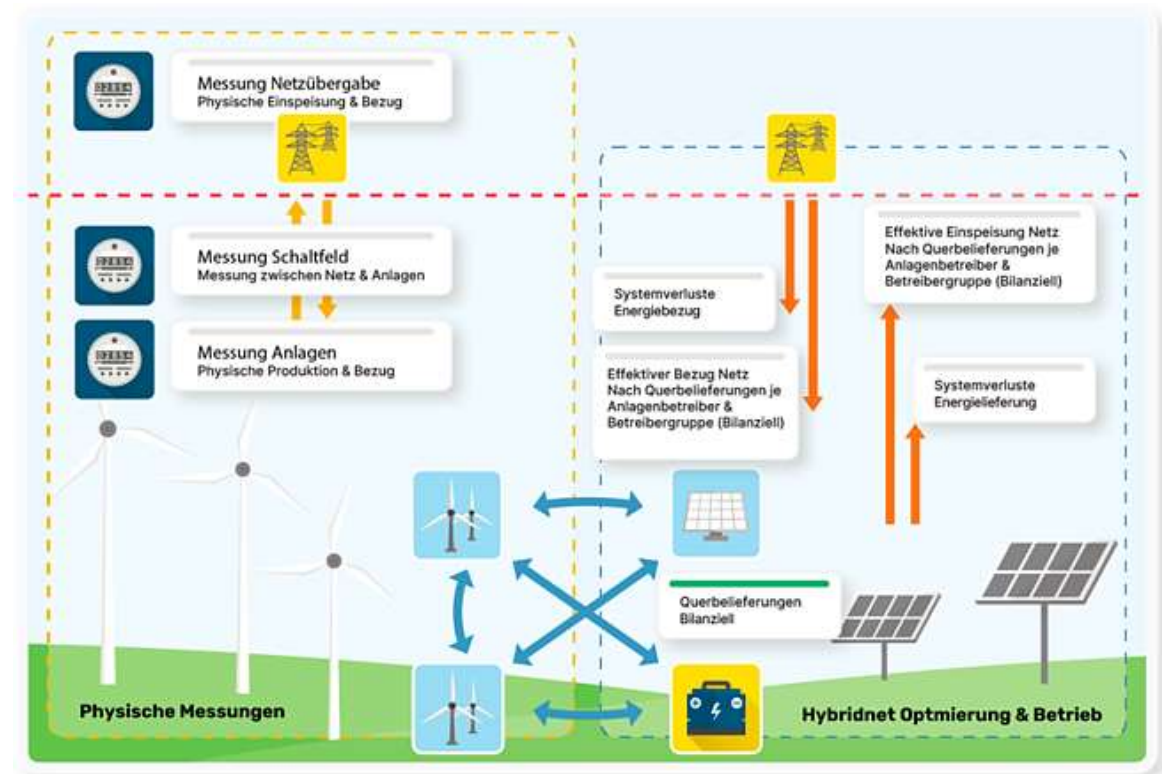 Messung Netzübergabe
Physische Einspeisung & Bezug
Messung Schaltfeld
Messung zwischen Netz & Anlagen
Messung Anlagen
Physische Produktion & Bezug
Effektive Einspeisung Netz
Nach Querbelieferungen je
Anlagenbetreiber &
Betreibergruppe (Bilanziell)
Systemverluste
Energiebezug
Effektiver Bezug Netz
Nach Querbelieferungen je
Anlagenbetreiber &
Betreibergruppe (Bilanziell)
Systemverluste
Energielieferung
Querbelieferungen
Bilanziell
Physische Messungen
Hybridnet Optmierung & Betrieb